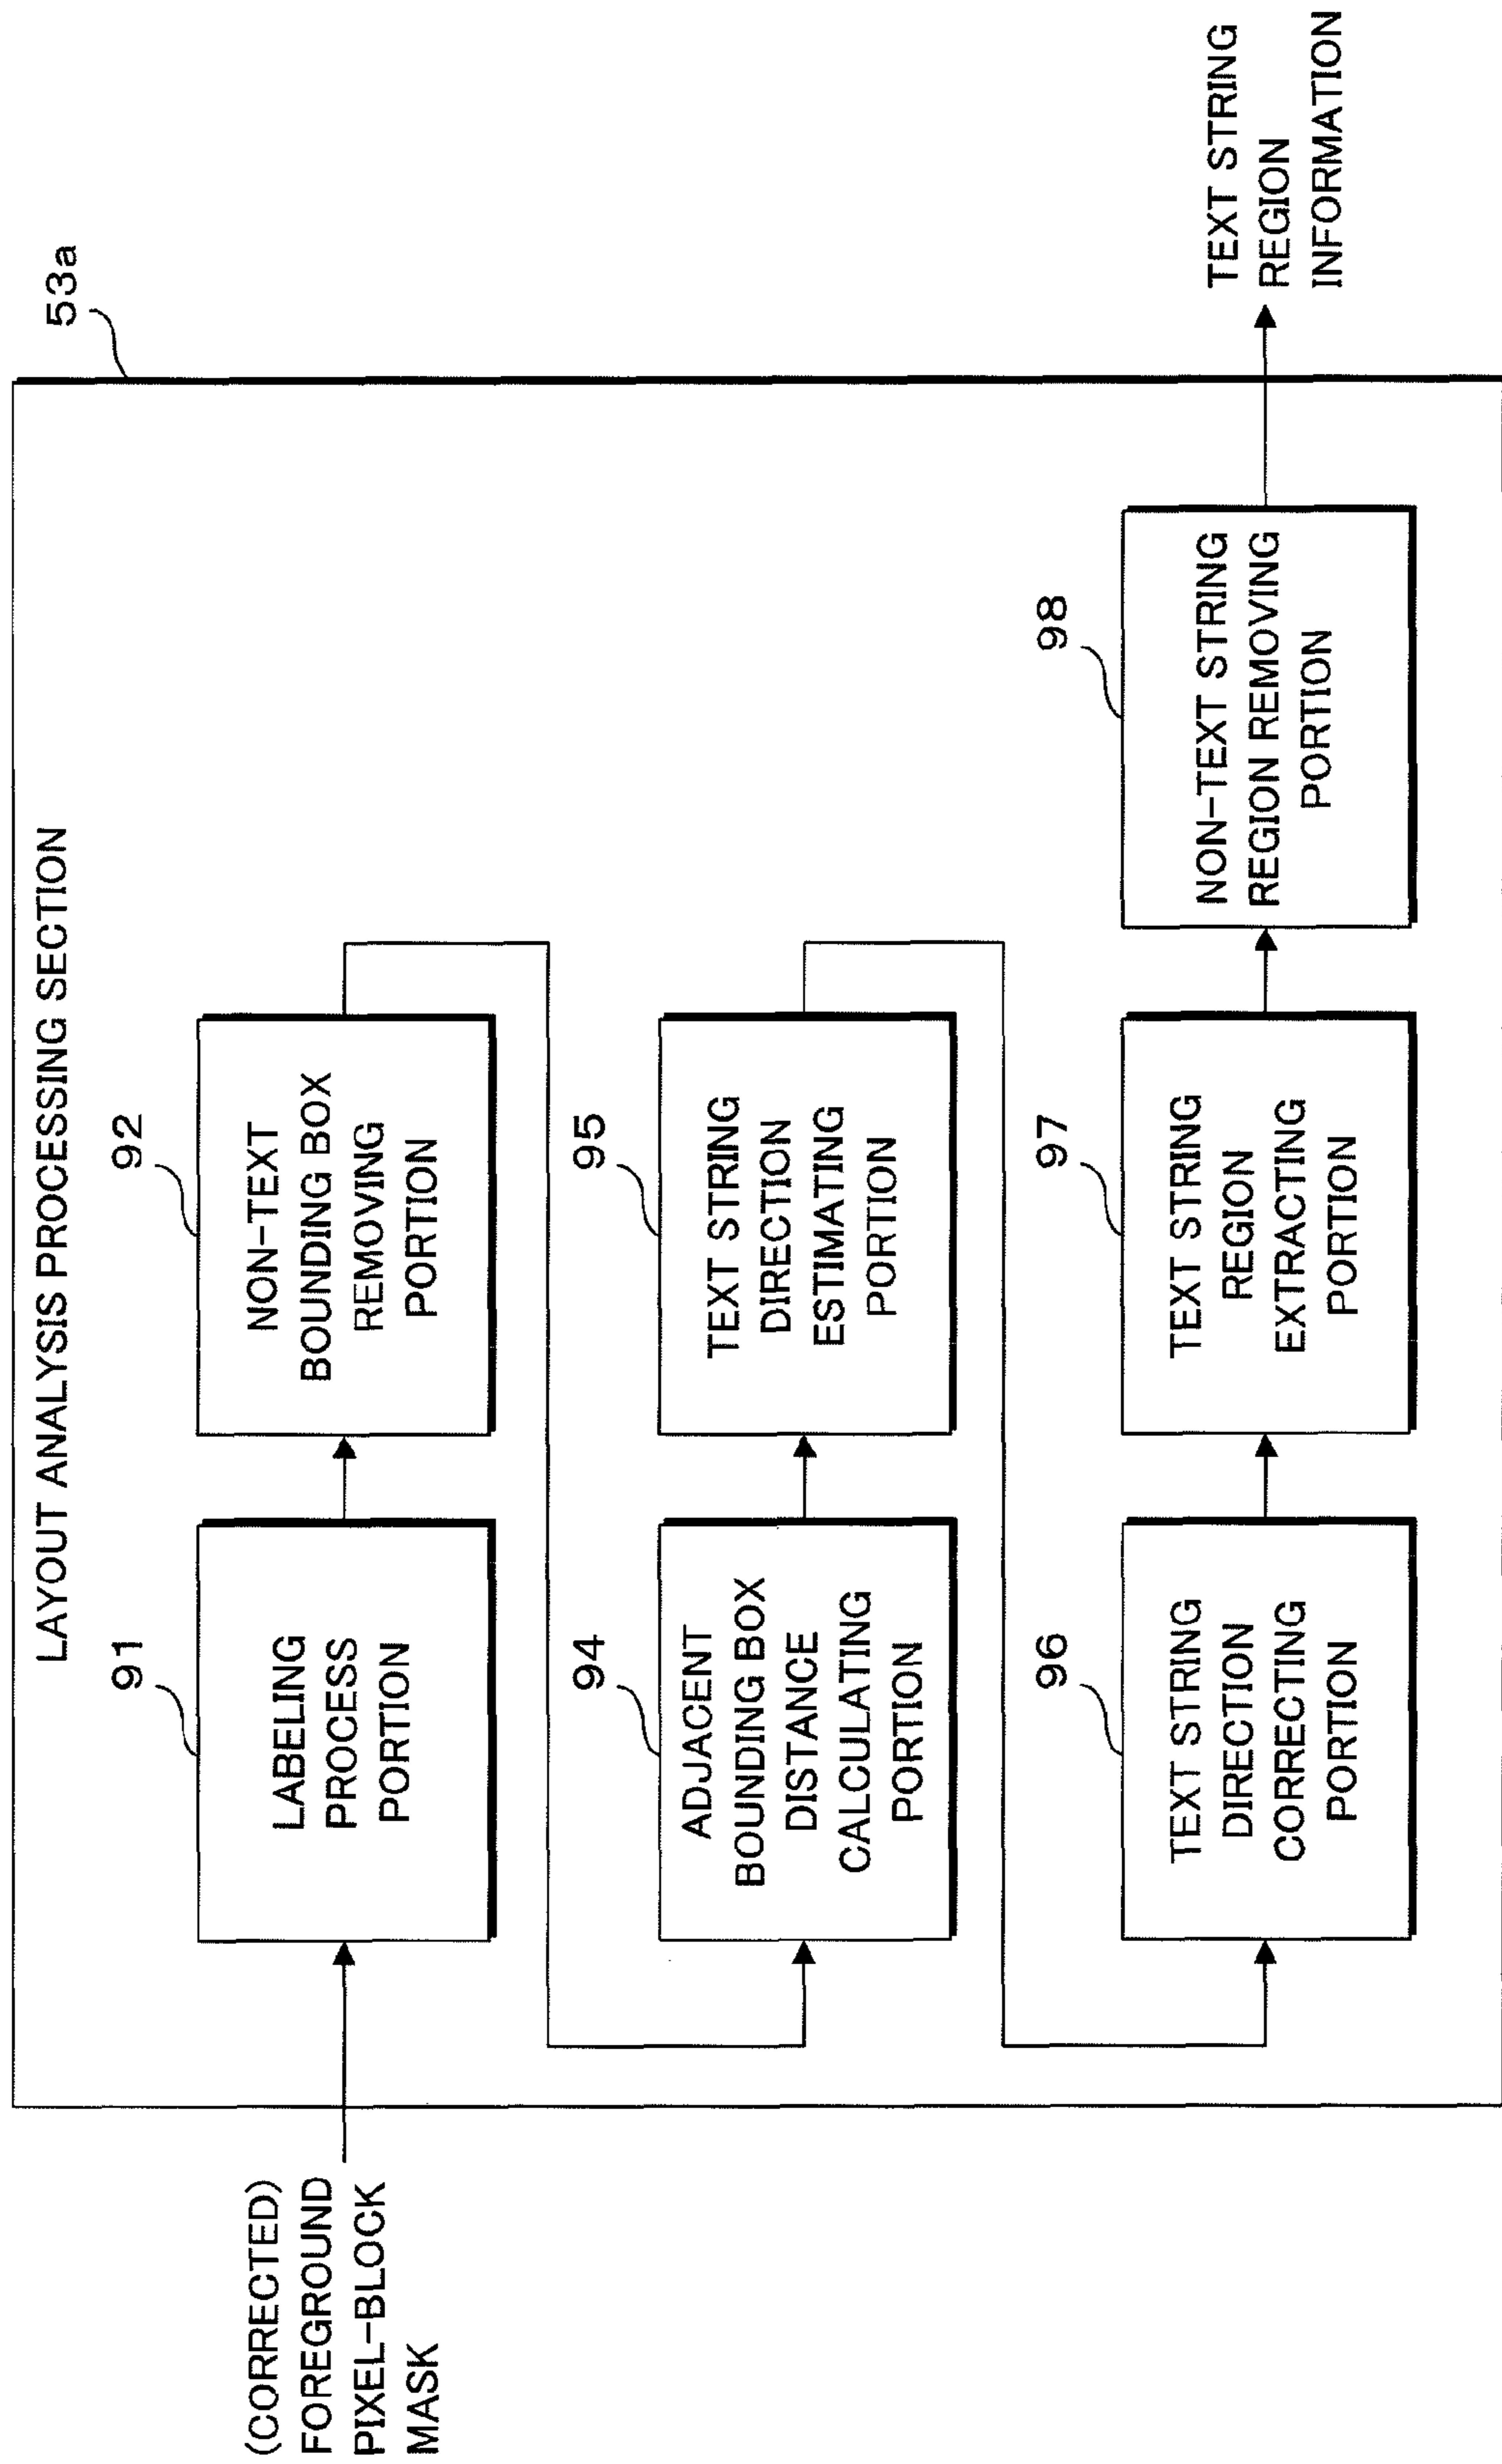 53a
LAYOUT ANALYSIS PROCESSING SECTION
(CORRECTED)
FOREGROUND
PIXEL-BLOCK
MASK
91
LABELING
PROCESS
PORTION
92
NON-TEXT
BOUNDING BOX
REMOVING
PORTION
94
ADJACENT
BOUNDING BOX
DISTANCE
CALCULATING
PORTION
95
TEXT STRING
DIRECTION
ESTIMATING
PORTION
96
TEXT STRING
DIRECTION
CORRECTING
PORTION
97
TEXT STRING
REGION
EXTRACTING
PORTION
98
NON-TEXT STRING
REGION REMOVING
PORTION
TEXT STRING
REGION
INFORMATION